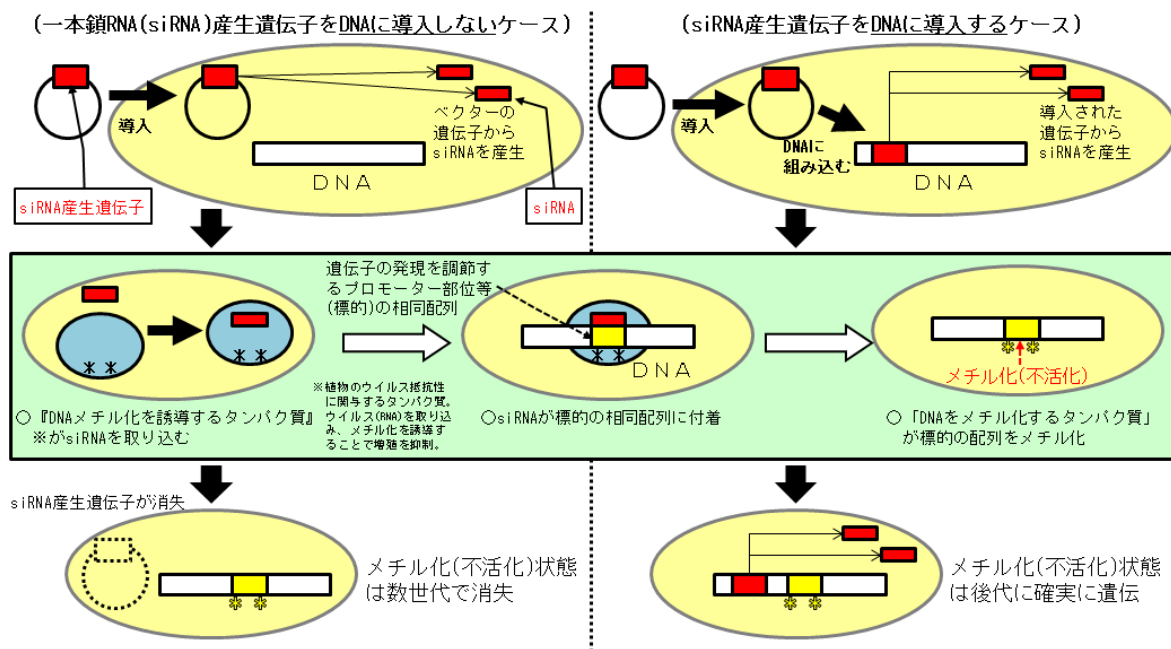 (一本鎖RNA(siRNA)産生遺伝子をDNAに導入しないケース)
導入
ベクターの
遺伝子から
siRNAを産生
DNA
siRNA産生遺伝子
siRNA
(siRNA産生遺伝子をDNAに導入するケース)
導入
DNAに
組み込む
導入された
遺伝子から
siRNAを産生
DNA
遺伝子の発現を調節す
るプロモーター部位等
(標的)の相同配列
DNA
メチル化(不活化)
○『DNAメチル化を誘導するタンパク質』
※がsiRNAを取り込む
※植物のウイルス抵抗性
に関与するタンパク質。
ウイルス(RNA)を取り込
み、メチル化を誘導す
ることで増殖を抑制。
○siRNAが標的の相同配列に付着
○「DNAをメチル化するタンパク質」
が標的の配列をメチル化
siRNA産生遺伝子が消失
メチル化(不活化)状態
は数世代で消失
メチル化(不活化)状態
は後代に確実に遺伝